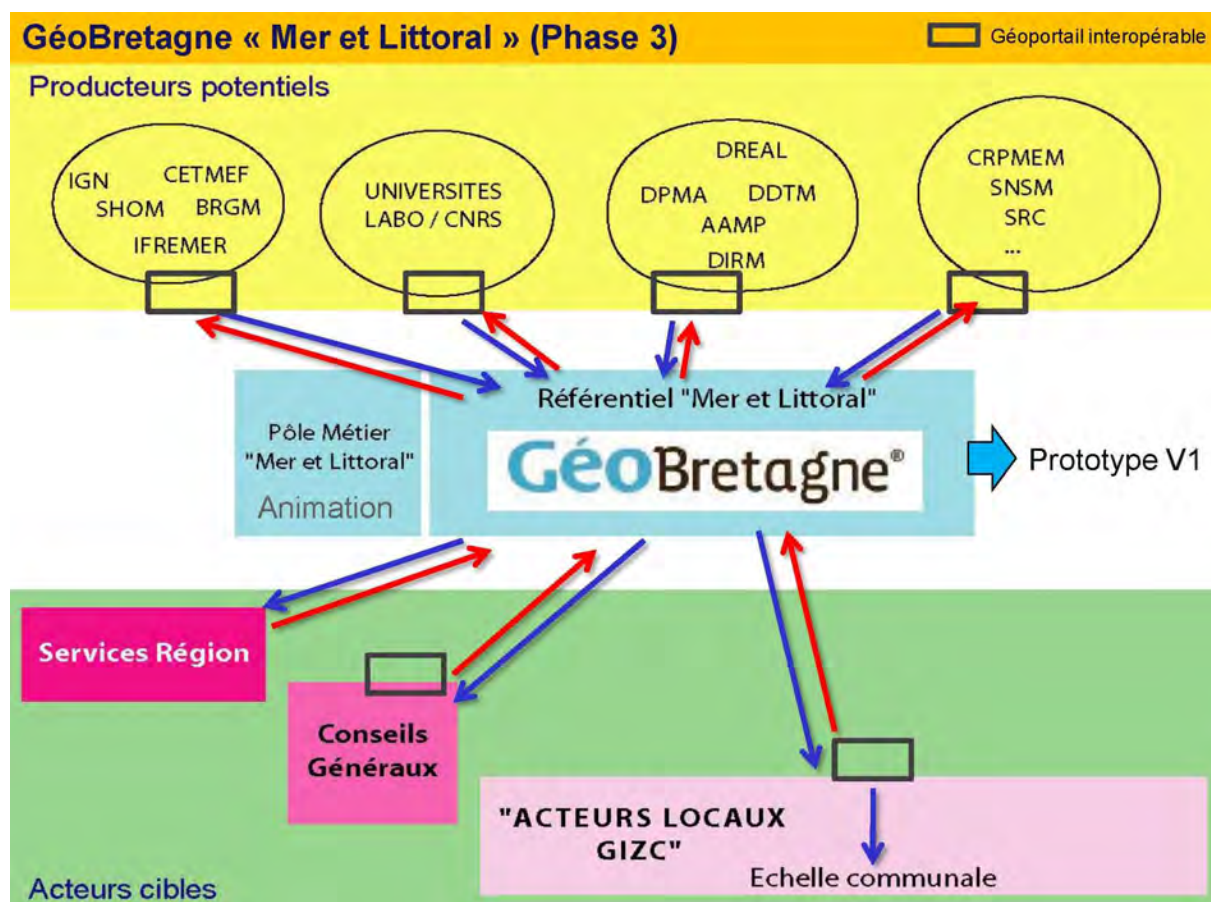 GéoBretagne « Mer et Littoral » (Phase 3)
Géoportail interopérable
Producteurs potentiels
IGN CETMEF
SHOM BRGM
IFREMER
UNIVERSITES
LABO / CNRS
DREAL
DPMA DDTM
AAMP
DIRM
CRPMEM
SNSM
SRC
...
Pôle Métier
"Mer et Littoral"
Animation
Référentiel "Mer et Littoral"
GéoBretagne®
Prototype V1
Services Région
Conseils
Généraux
"ACTEURS LOCAUX
GIZC"
Echelle communale
Acteurs cibles